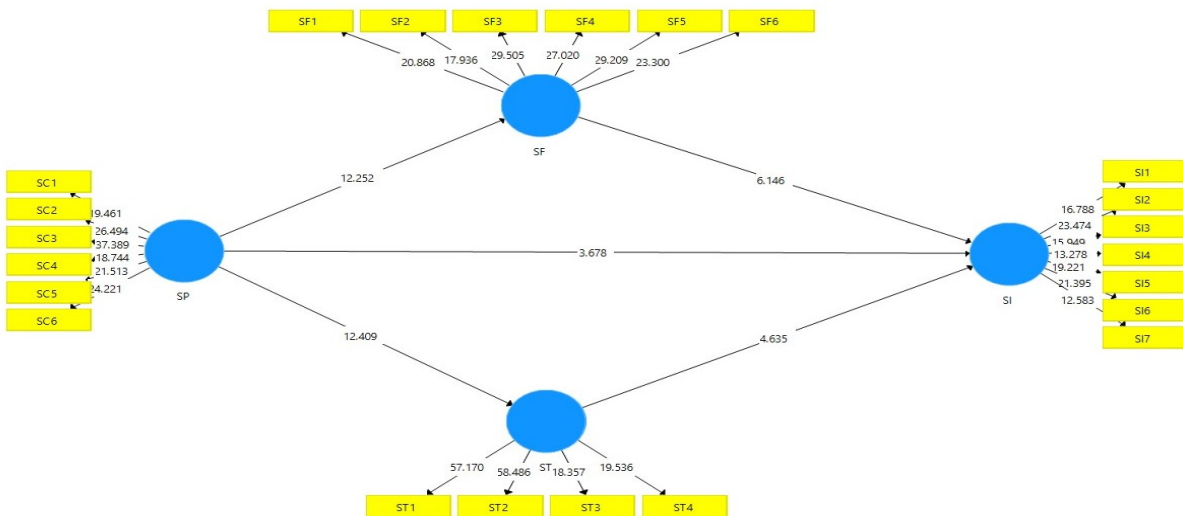 SF1 SF2 SF3 SF4 SF5 SF6
20.868 17.936 29.505 27.020 29.209 23.300
SF
12.252
6.146
SC1
SC2
SC3
SC4
SC5
SC6
19.461
26.494
37.389
18.744
21.513
24.221
SP
3.678
SI1
SI2
SI3
SI4
SI5
SI6
SI7
16.788
23.474
15.949
13.278
19.221
21.395
12.583
SI
12.409
4.635
ST
57.170 58.486 18.357 19.536
ST1 ST2 ST3 ST4